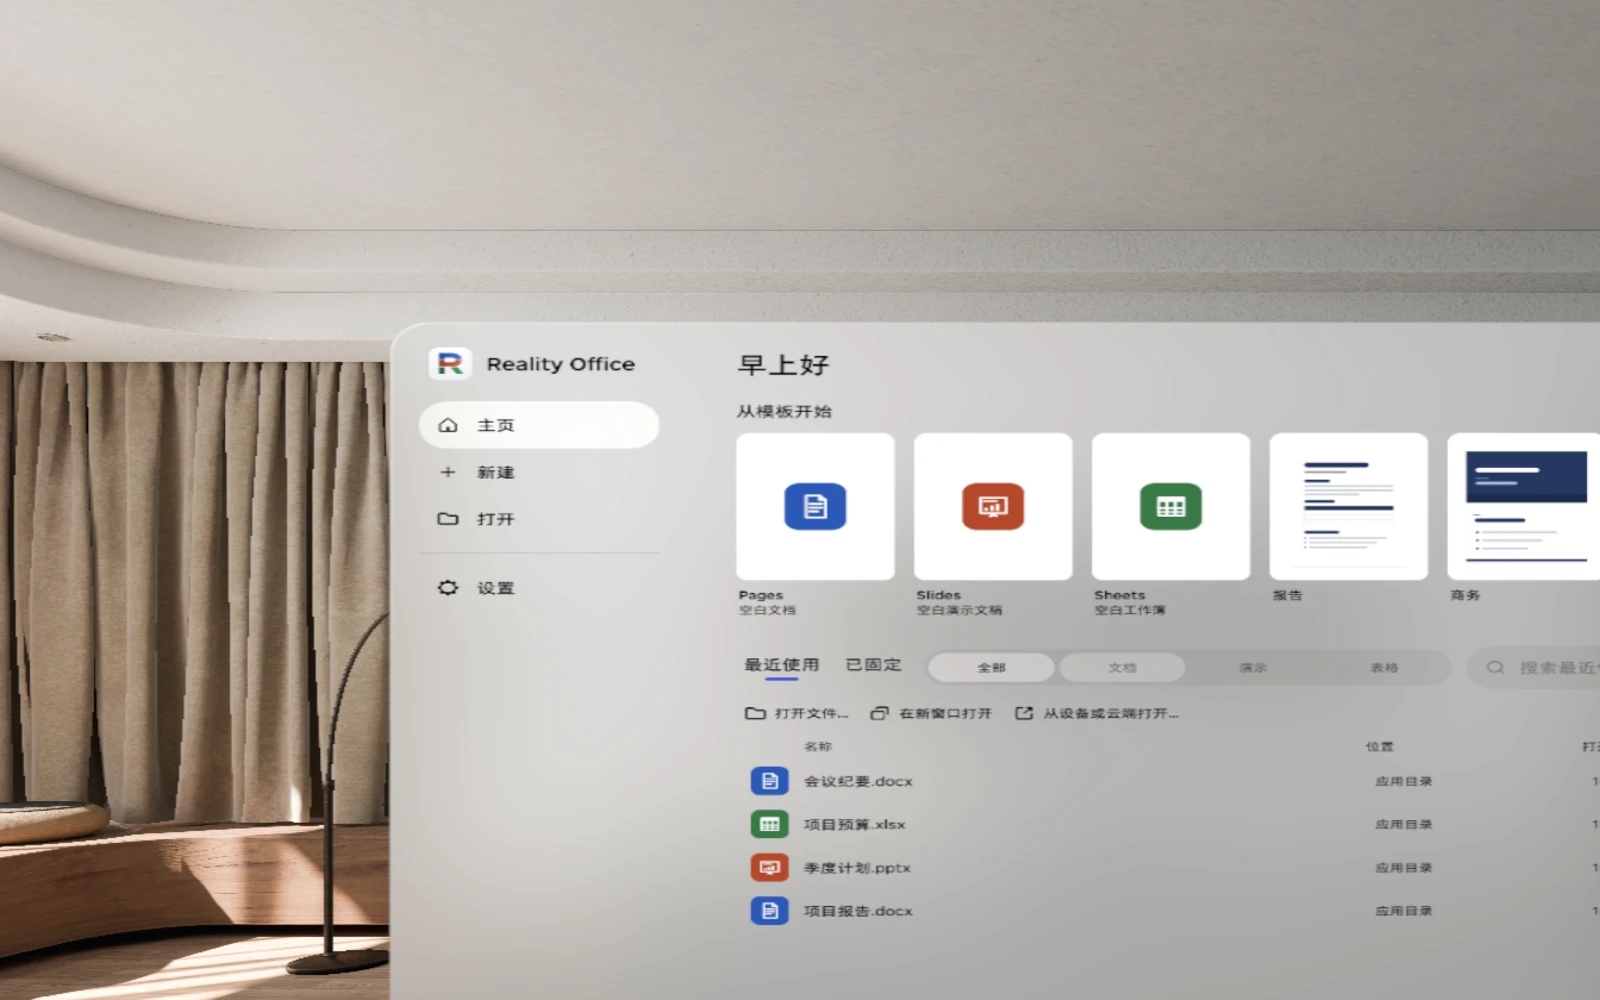 Reality Office
主页
新建
打开
设置
早上好
从模板开始
Pages
空白文档
Slides
空白演示文稿
Sheets
空白工作簿
报告
商务
最近使用 已固定 全部 文档 演示 表格 搜索最近
打开文件... 在新窗口打开 从设备或云端打开...
名称 位置 打
会议纪要.docx 应用目录 1
项目预算.xlsx 应用目录 1
季度计划.pptx 应用目录 1
项目报告.docx 应用目录 1